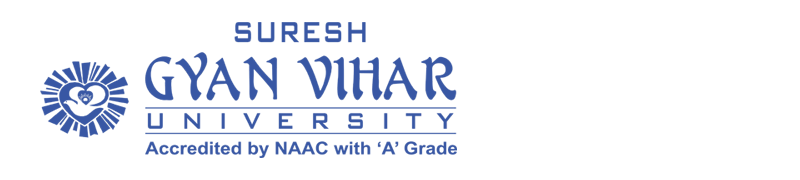 SURESH
GYAN VIHAR
UNIVERSITY
Accredited by NAAC with ‘A’ Grade